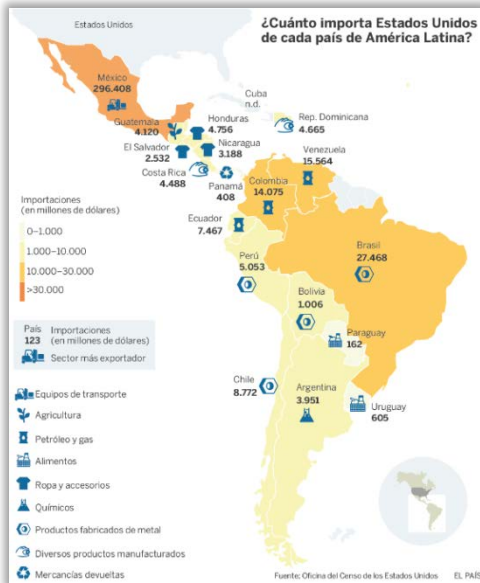 ¿Cuánto importa Estados Unidos
de cada país de América Latina?
Estados Unidos
México
296.408
Cuba
n.d.
Rep. Dominicana
4.665
Guatemala
4.120
Honduras
4.756
El Salvador
2.532
Nicaragua
3.188
Costa Rica
4.488
Panamá
408
Venezuela
15.564
Colombia
14.075
Ecuador
7.467
Perú
5.053
Brasil
27.468
Bolivia
1.006
Paraguay
162
Chile
8.772
Argentina
3.951
Uruguay
605
Importaciones
(en millones de dólares)
0–1.000
1.000–10.000
10.000–30.000
>30.000
País
123
Importaciones
(en millones de dólares)
Sector más exportador
Equipos de transporte
Agricultura
Petróleo y gas
Alimentos
Ropa y accesorios
Químicos
Productos fabricados de metal
Diversos productos manufacturados
Mercancías devueltas
Fuente: Oficina del Censo de los Estados Unidos
EL PAÍS